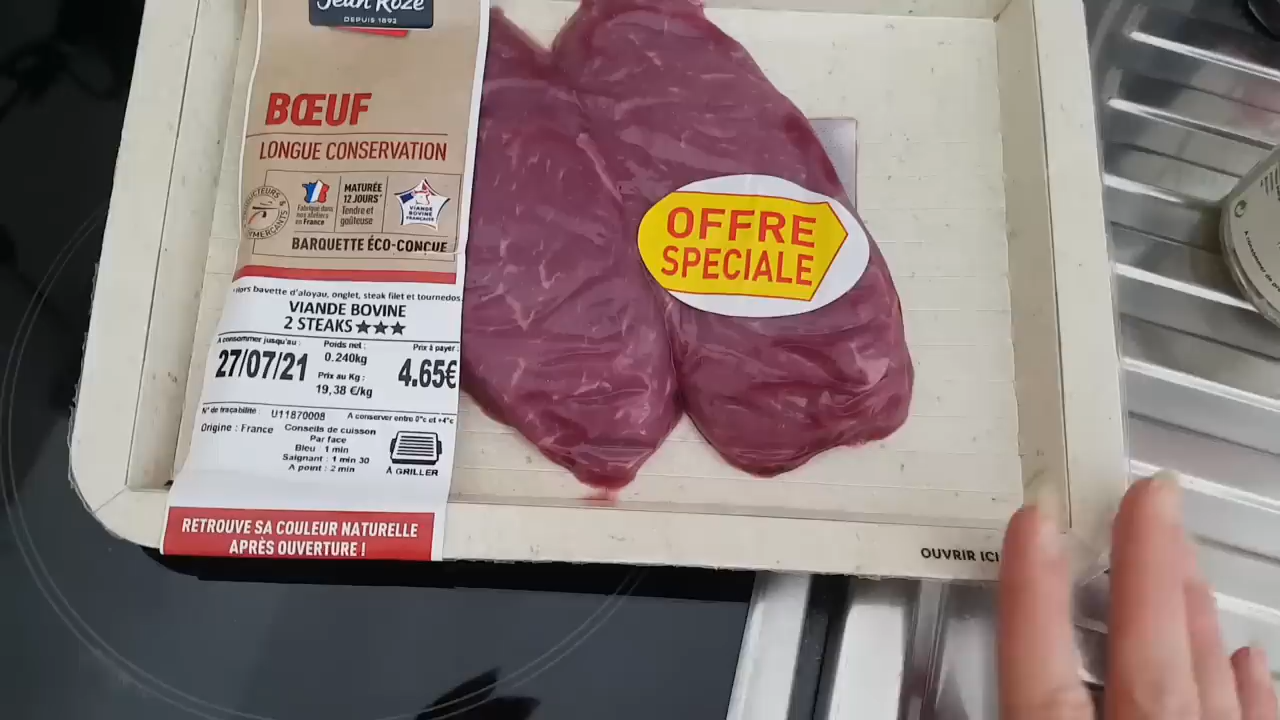 Jean Rozé
DEPUIS 1892
BŒUF
LONGUE CONSERVATION
Fabriqué dans
nos ateliers
en France
MATURÉE
12 JOURS*
Tendre et
goûteuse
VIANDE
BOVINE
FRANÇAISE
BARQUETTE ÉCO-CONÇUE
hors bavette d'aloyau, onglet, steak filet et tournedos
VIANDE BOVINE
2 STEAKS ★★★
A consommer jusqu'au :
27/07/21
Poids net :
0.240kg
Prix au Kg :
19,38 €/kg
Prix à payer :
4.65€
N° de traçabilité : U11870008
A conserver entre 0°c et +4°c
Origine : France
Conseils de cuisson
Par face
Bleu : 1 min
Saignant : 1 min 30
A point : 2 min
À GRILLER
RETROUVE SA COULEUR NATURELLE
APRÈS OUVERTURE !
OFFRE
SPECIALE
OUVRIR ICI